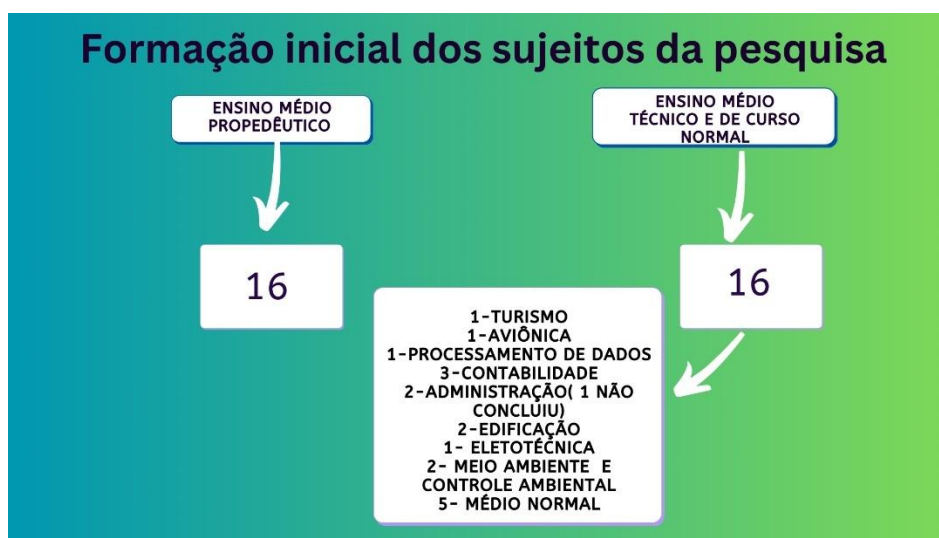 Formação inicial dos sujeitos da pesquisa
ENSINO MÉDIO
PROPEDÊUTICO
16
ENSINO MÉDIO
TÉCNICO E DE CURSO
NORMAL
16
1-TURISMO
1-AVIÔNICA
1-PROCESSAMENTO DE DADOS
3-CONTABILIDADE
2-ADMINISTRAÇÃO( 1 NÃO
CONCLUIU)
2-EDIFICAÇÃO
1- ELETOTÉCNICA
2- MEIO AMBIENTE E
CONTROLE AMBIENTAL
5- MÉDIO NORMAL